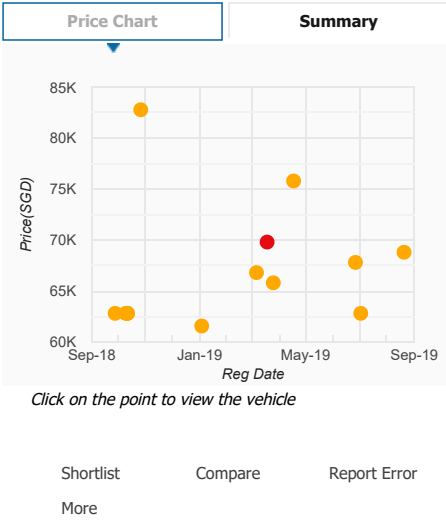 Price Chart Summary
85K
80K
75K
70K
65K
60K
Price(SGD)
Sep-18 Jan-19 May-19 Sep-19
Reg Date
Click on the point to view the vehicle
Shortlist Compare Report Error
More